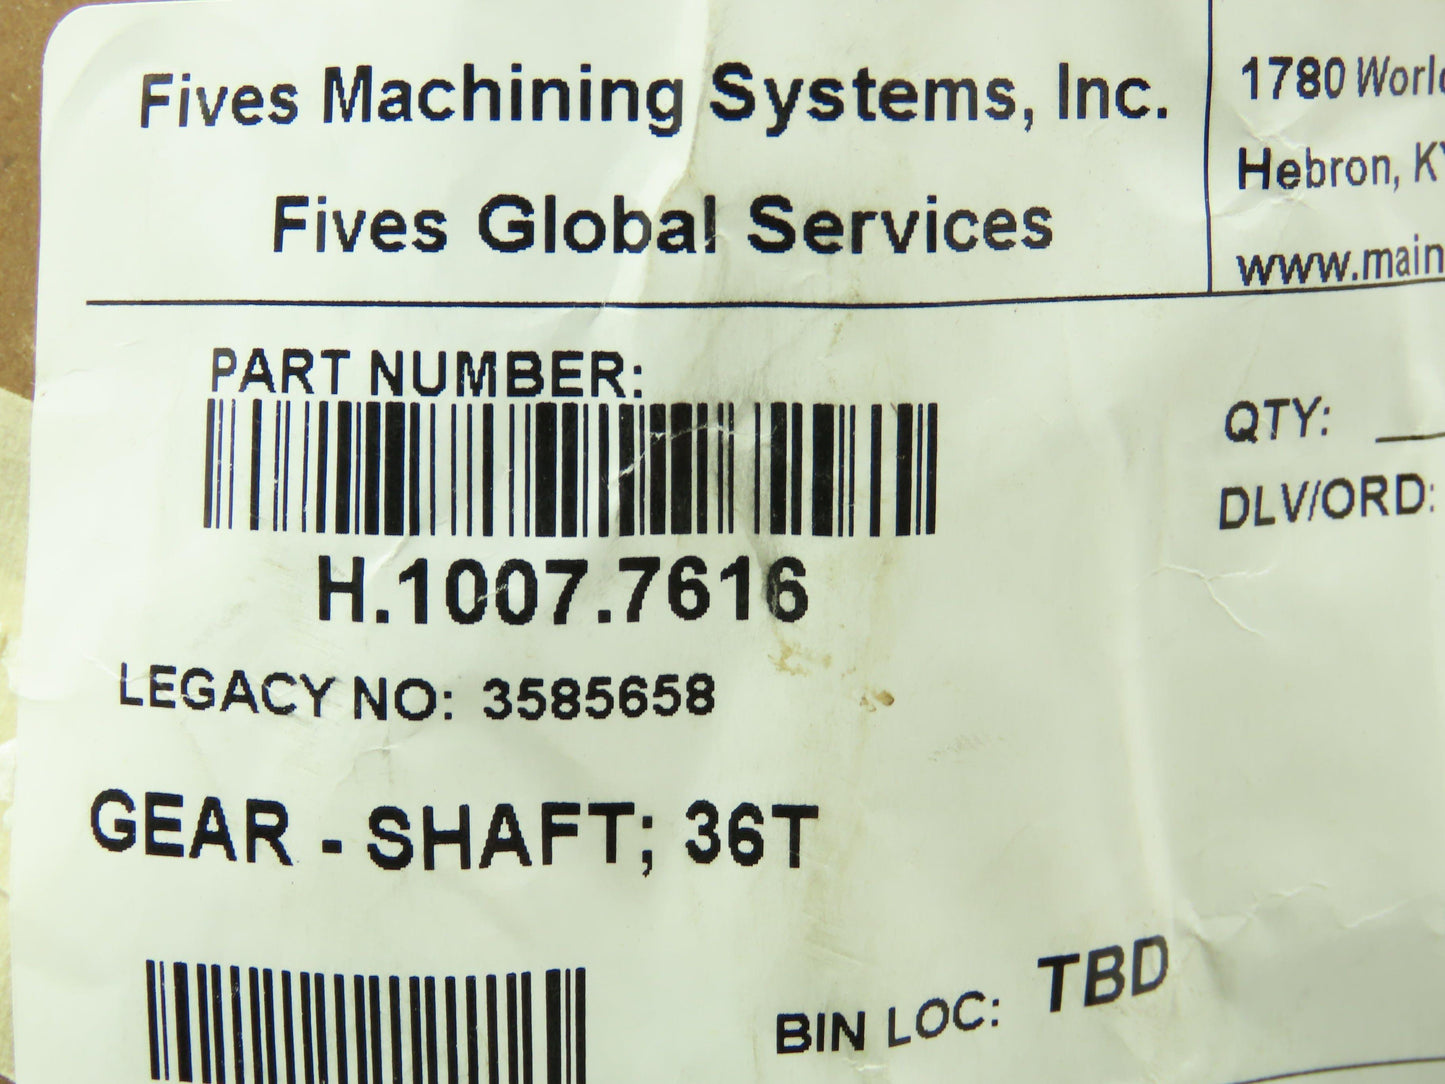 Fives Machining Systems, Inc.
Fives Global Services
1780
Hebron,
PART NUMBER:
H.1007.7616
LEGACY NO: 3585658
GEAR - SHAFT; 36T
QTY:
DLV/ORD:
BIN LOC: TBD